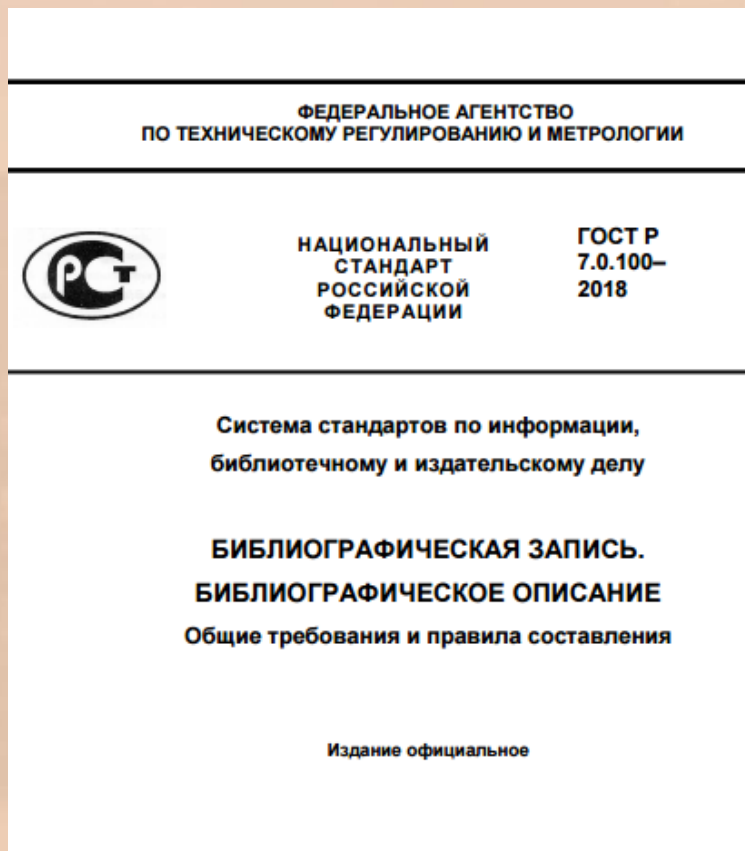 ФЕДЕРАЛЬНОЕ АГЕНТСТВО
ПО ТЕХНИЧЕСКОМУ РЕГУЛИРОВАНИЮ И МЕТРОЛОГИИ
РСТ
НАЦИОНАЛЬНЫЙ
СТАНДАРТ
РОССИЙСКОЙ
ФЕДЕРАЦИИ
ГОСТ Р
7.0.100–
2018
Система стандартов по информации,
библиотечному и издательскому делу
БИБЛИОГРАФИЧЕСКАЯ ЗАПИСЬ.
БИБЛИОГРАФИЧЕСКОЕ ОПИСАНИЕ
Общие требования и правила составления
Издание официальное